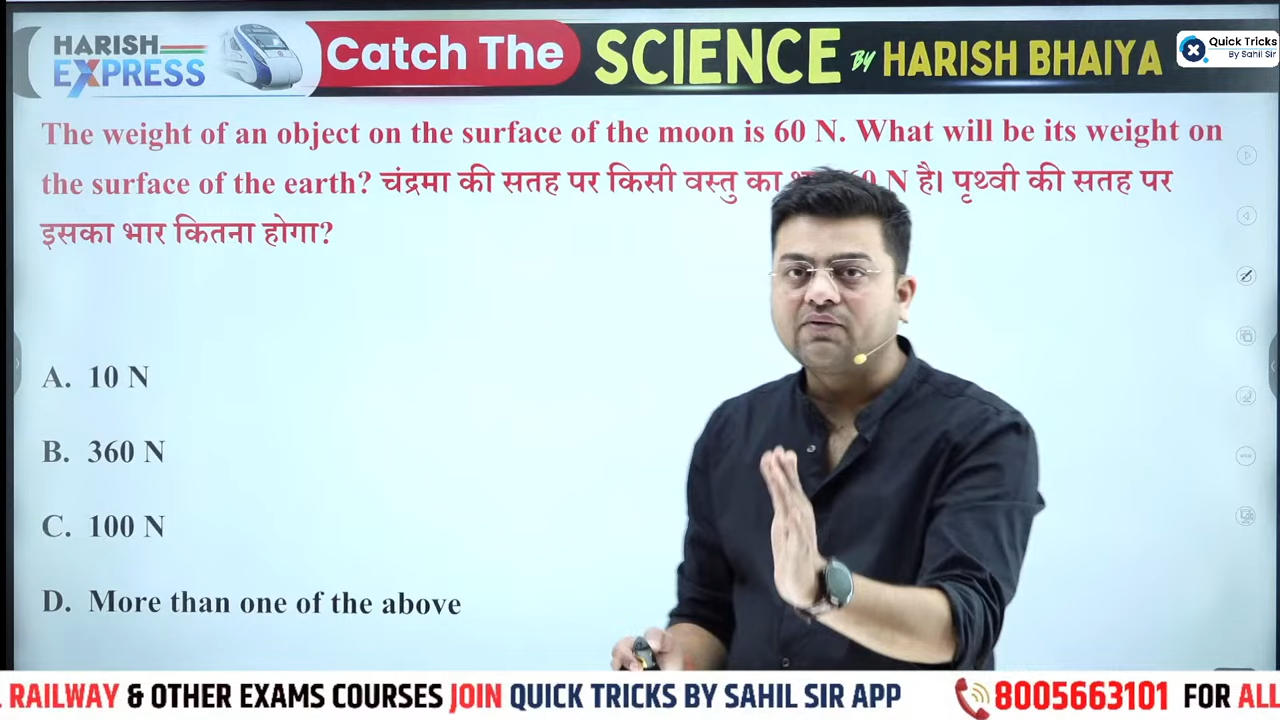 HARISH
EXPRESS
Catch The
SCIENCE BY HARISH BHAIYA
Quick Tricks
By Sahil Sir
The weight of an object on the surface of the moon is 60 N. What will be its weight on
the surface of the earth? चंद्रमा की सतह पर किसी वस्तु का N है। पृथ्वी की सतह पर
इसका भार कितना होगा?
A. 10 N
B. 360 N
C. 100 N
D. More than one of the above
RAILWAY & OTHER EXAMS COURSES JOIN QUICK TRICKS BY SAHIL SIR APP 8005663101 FOR ALL